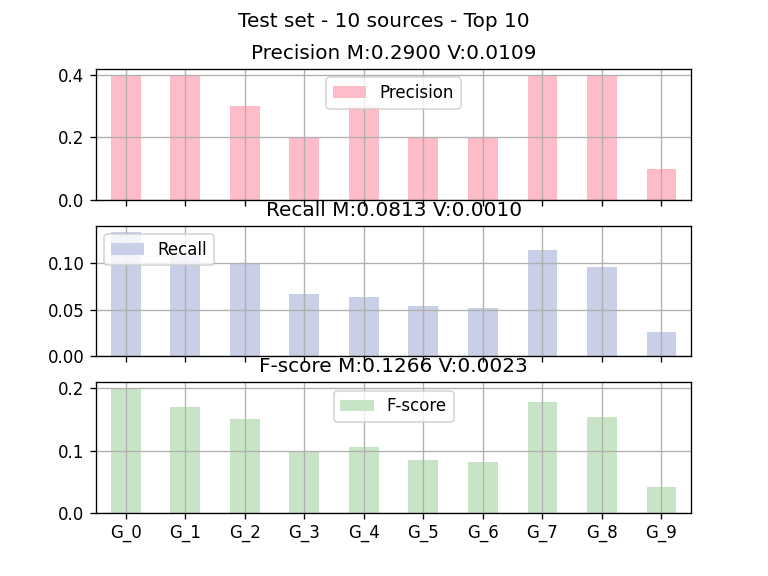 Test set - 10 sources - Top 10
Precision M:0.2900 V:0.0109
0.4
Precision
0.2
0.0
Recall M:0.0813 V:0.0010
Recall
0.10
0.05
0.00
F-score M:0.1266 V:0.0023
0.2
F-score
0.1
0.0
G_0 G_1 G_2 G_3 G_4 G_5 G_6 G_7 G_8 G_9